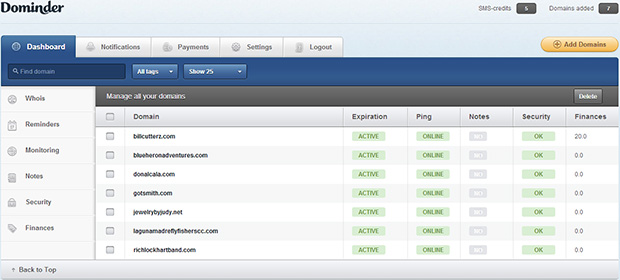 Dominder
SMS-credits 5 Domains added 7
Dashboard Notifications Payments Settings Logout
Add Domains
Find domain All tags Show 25
Whois
Reminders
Monitoring
Notes
Security
Finances
Manage all your domains Delete
Domain Expiration Ping Notes Security Finances
billcutterz.com ACTIVE ONLINE NO OK 20.0
blueheronadventures.com ACTIVE ONLINE NO OK 0.0
donalcala.com ACTIVE ONLINE NO OK 0.0
gotsmith.com ACTIVE ONLINE NO OK 0.0
jewelrybyjudy.net ACTIVE ONLINE NO OK 0.0
lagunamadreflyfisherscc.com ACTIVE ONLINE NO OK 0.0
richlockhartband.com ACTIVE ONLINE NO OK 0.0
↑ Back to Top